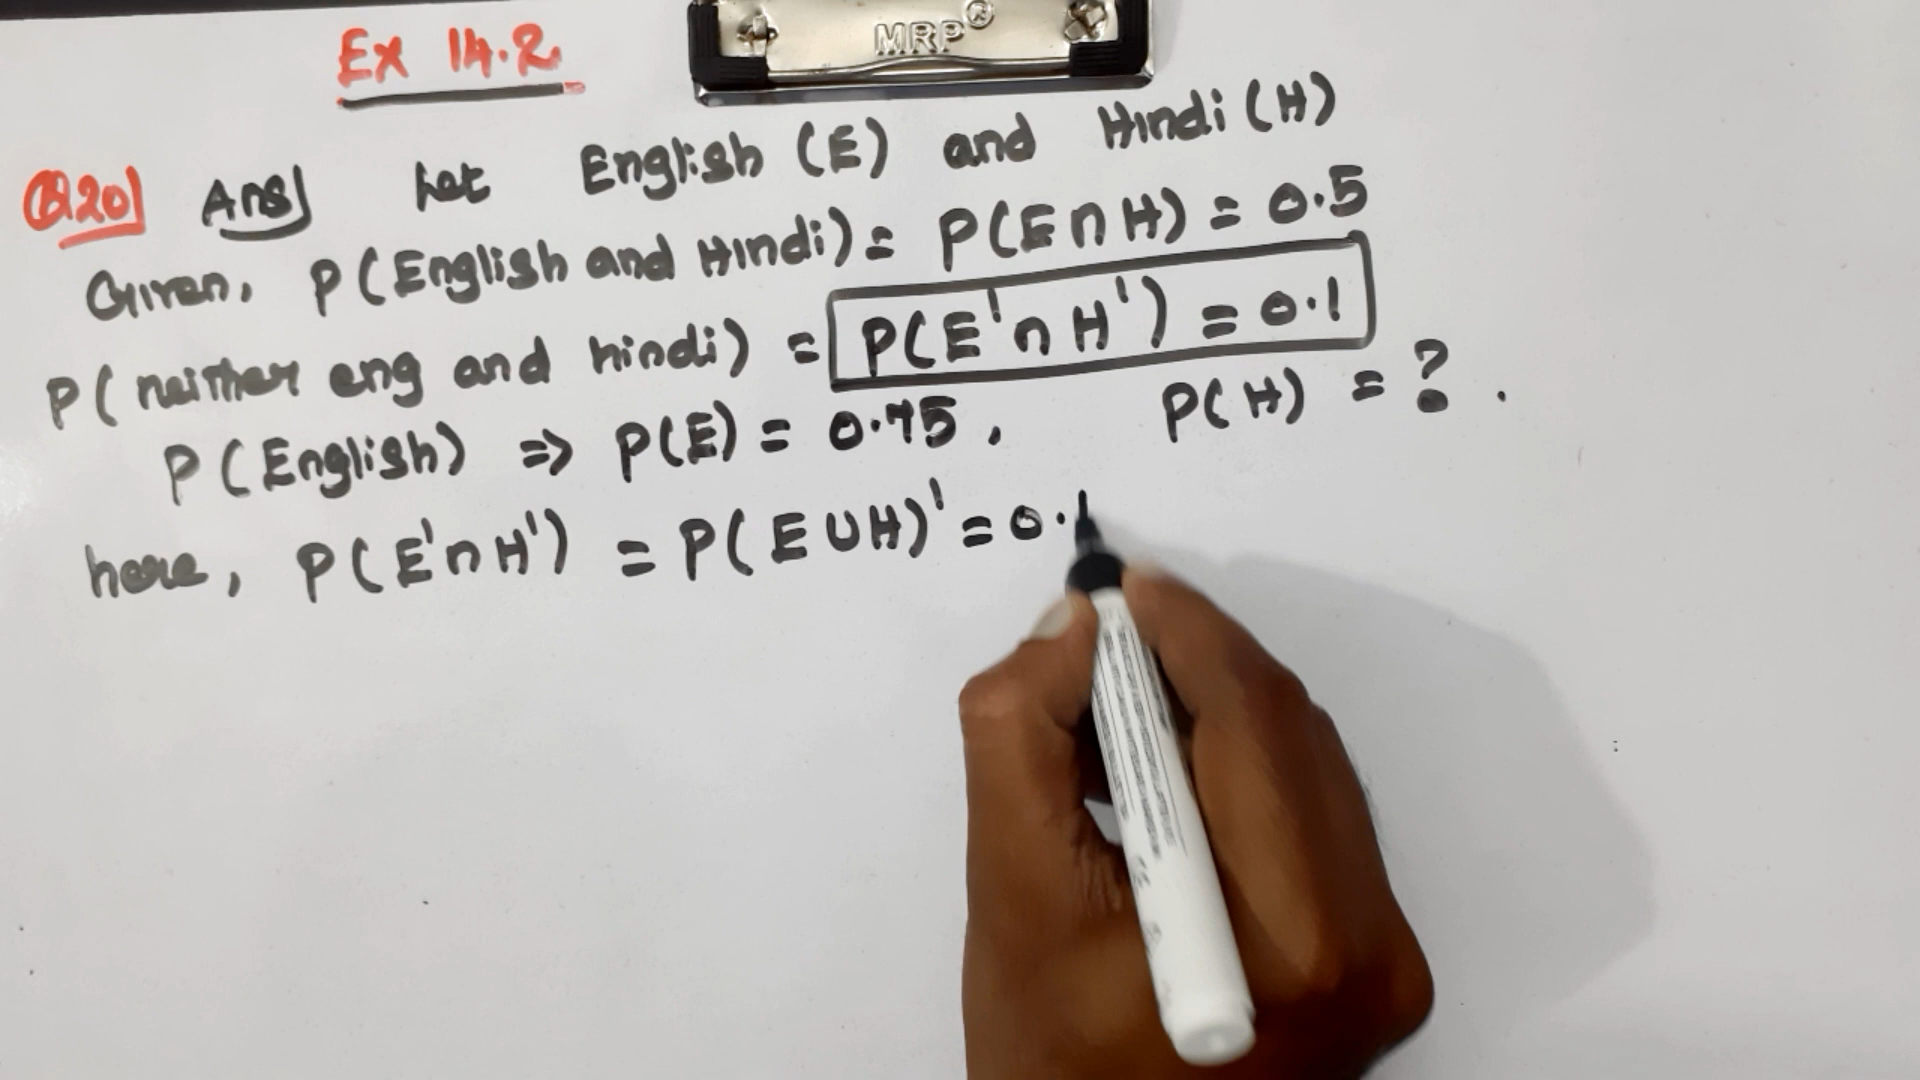 MRP®
Ex 14.2
Q20] Ans] Let English (E) and Hindi (H)
Given, P(English and Hindi) = P(E∩H) = 0.5
P(neither eng and hindi) = P(E'∩H') = 0.1
P(English) => P(E) = 0.75, P(H) = ? .
here, P(E'∩H') = P(E∪H)' = 0.